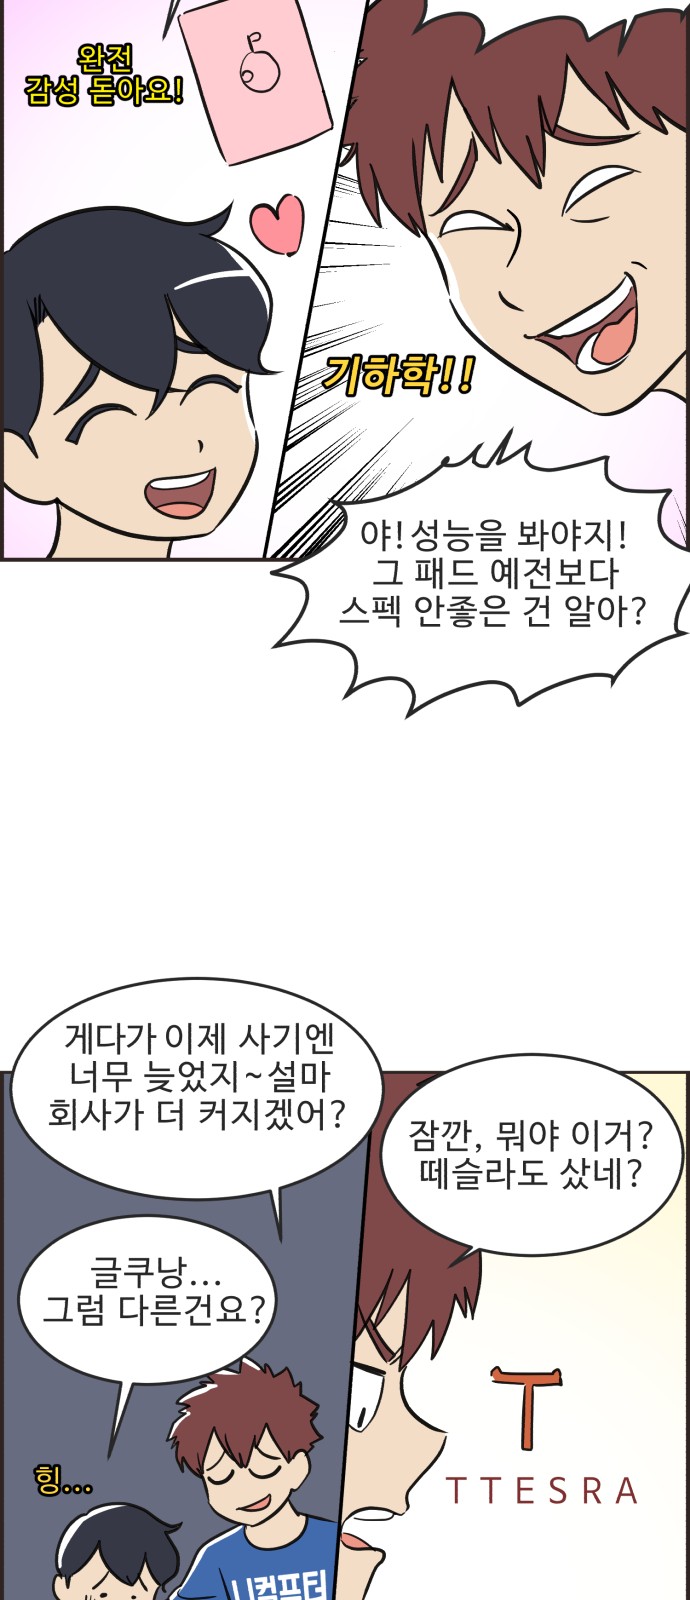 완전
감성 돋아요!
기하학!!
야! 성능을 봐야지!
그 패드 예전보다
스펙 안좋은 건 알아?
게다가 이제 사기엔
너무 늦었지~설마
회사가 더 커지겠어?
잠깐, 뭐야 이거?
떼슬라도 샀네?
글쿠낭...
그럼 다른건요?
힝...
T
TTESRA
니컴퓨터